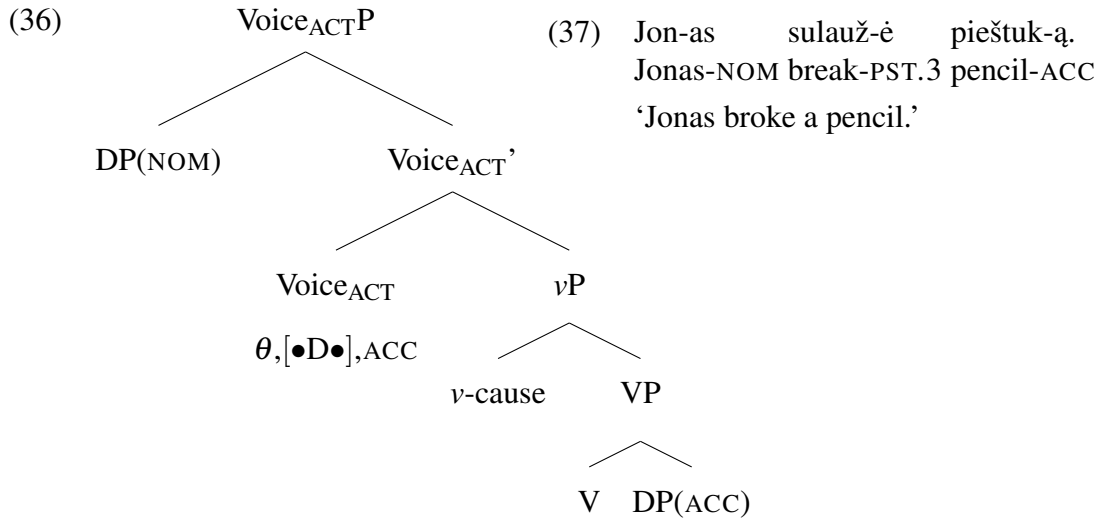 (36) Voice_ACT P
(37) Jon-as sulauž-ė pieštuk-ą.
Jonas-NOM break-PST.3 pencil-ACC
‘Jonas broke a pencil.’
DP(NOM) Voice_ACT’
Voice_ACT vP
θ,[•D•],ACC
v-cause VP
V DP(ACC)